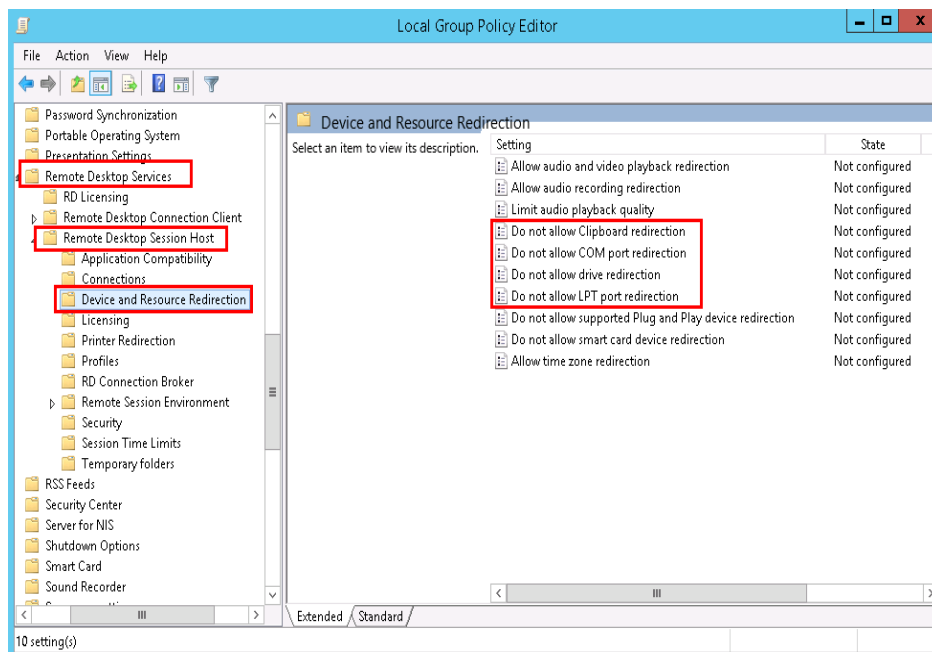 Local Group Policy Editor
File Action View Help
Password Synchronization
Portable Operating System
Presentation Settings
Remote Desktop Services
RD Licensing
Remote Desktop Connection Client
Remote Desktop Session Host
Application Compatibility
Connections
Device and Resource Redirection
Licensing
Printer Redirection
Profiles
RD Connection Broker
Remote Session Environment
Security
Session Time Limits
Temporary folders
RSS Feeds
Security Center
Server for NIS
Shutdown Options
Smart Card
Sound Recorder
Device and Resource Redirection
Select an item to view its description.
Setting State
Allow audio and video playback redirection Not configured
Allow audio recording redirection Not configured
Limit audio playback quality Not configured
Do not allow Clipboard redirection Not configured
Do not allow COM port redirection Not configured
Do not allow drive redirection Not configured
Do not allow LPT port redirection Not configured
Do not allow supported Plug and Play device redirection Not configured
Do not allow smart card device redirection Not configured
Allow time zone redirection Not configured
Extended Standard
10 setting(s)